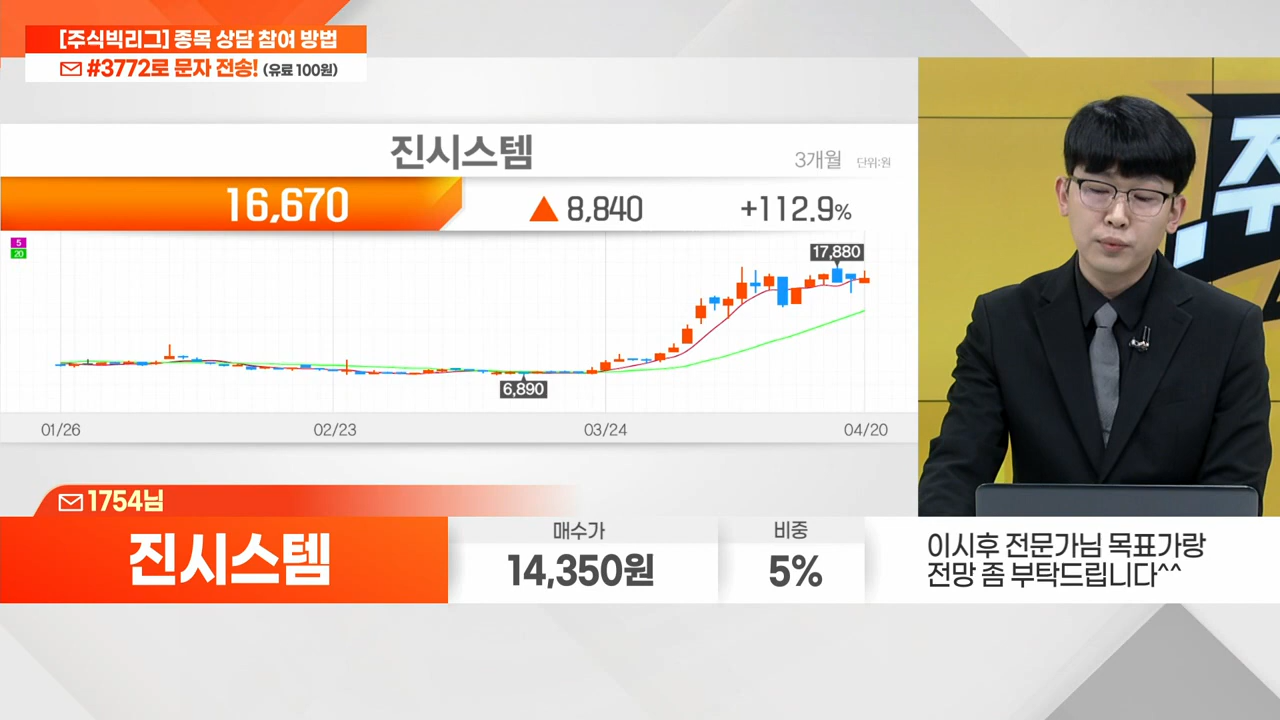 [주식빅리그] 종목 상담 참여 방법
#3772로 문자 전송! (유료 100원)
진시스템
3개월 단위:원
16,670 ▲ 8,840 +112.9%
5
20
17,880
6,890
01/26 02/23 03/24 04/20
1754님
진시스템
매수가
14,350원
비중
5%
이시후 전문가님 목표가랑
전망 좀 부탁드립니다^^